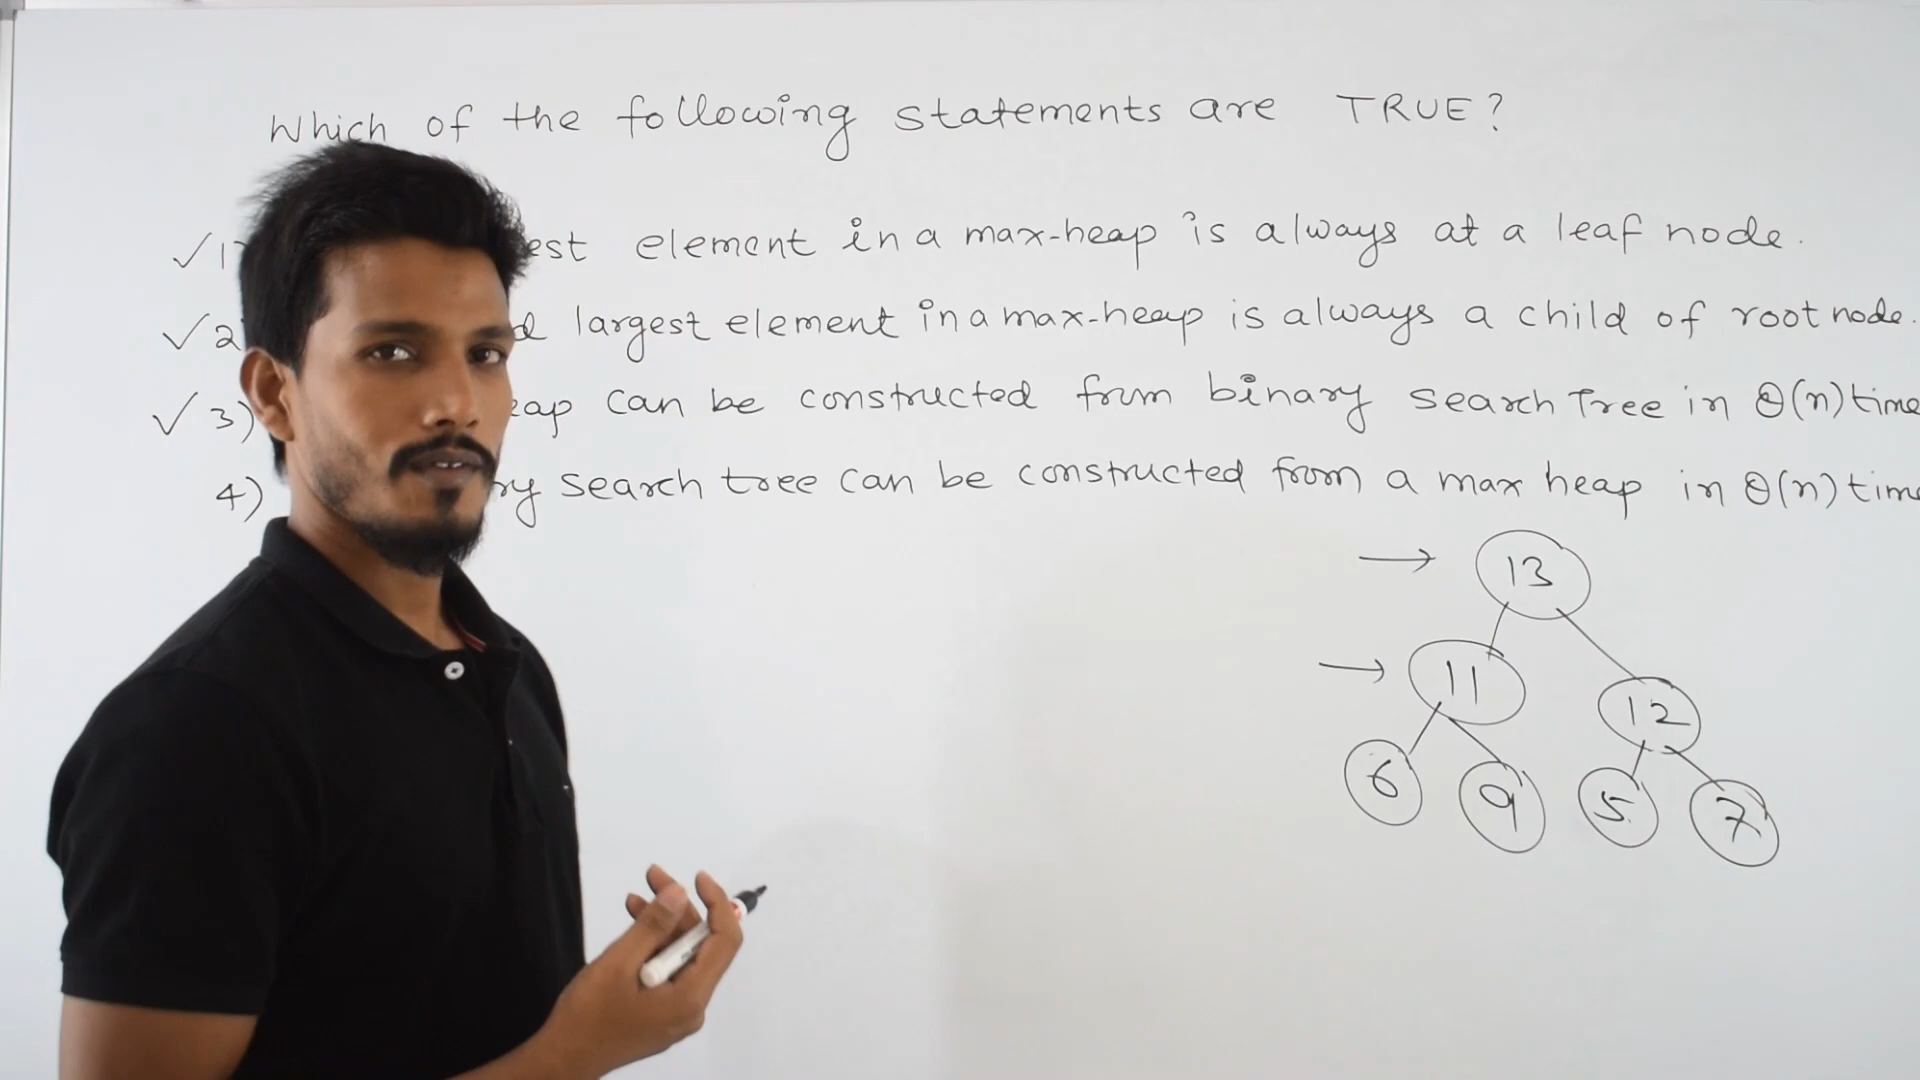 Which of the following statements are TRUE?
✓ 1) est element in a max-heap is always at a leaf node.
✓ 2 d largest element in a max-heap is always a child of root node.
✓ 3) eap can be constructed from binary search Tree in Θ(n) time
4) ry search tree can be constructed from a max heap in Θ(n) time
→ 13
→ 11 12
6 9 5 7